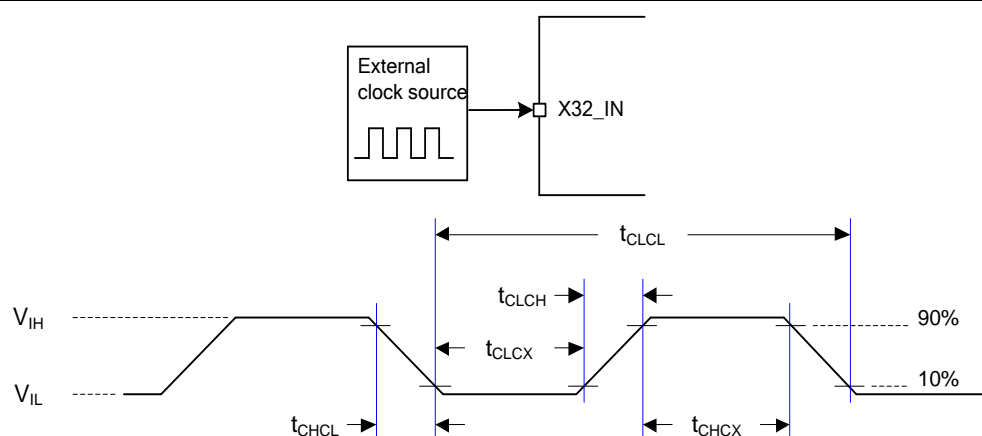 External
clock source
X32_IN
tCLCL
tCLCH
VIH
90%
tCLCX
VIL
10%
tCHCL
tCHCX